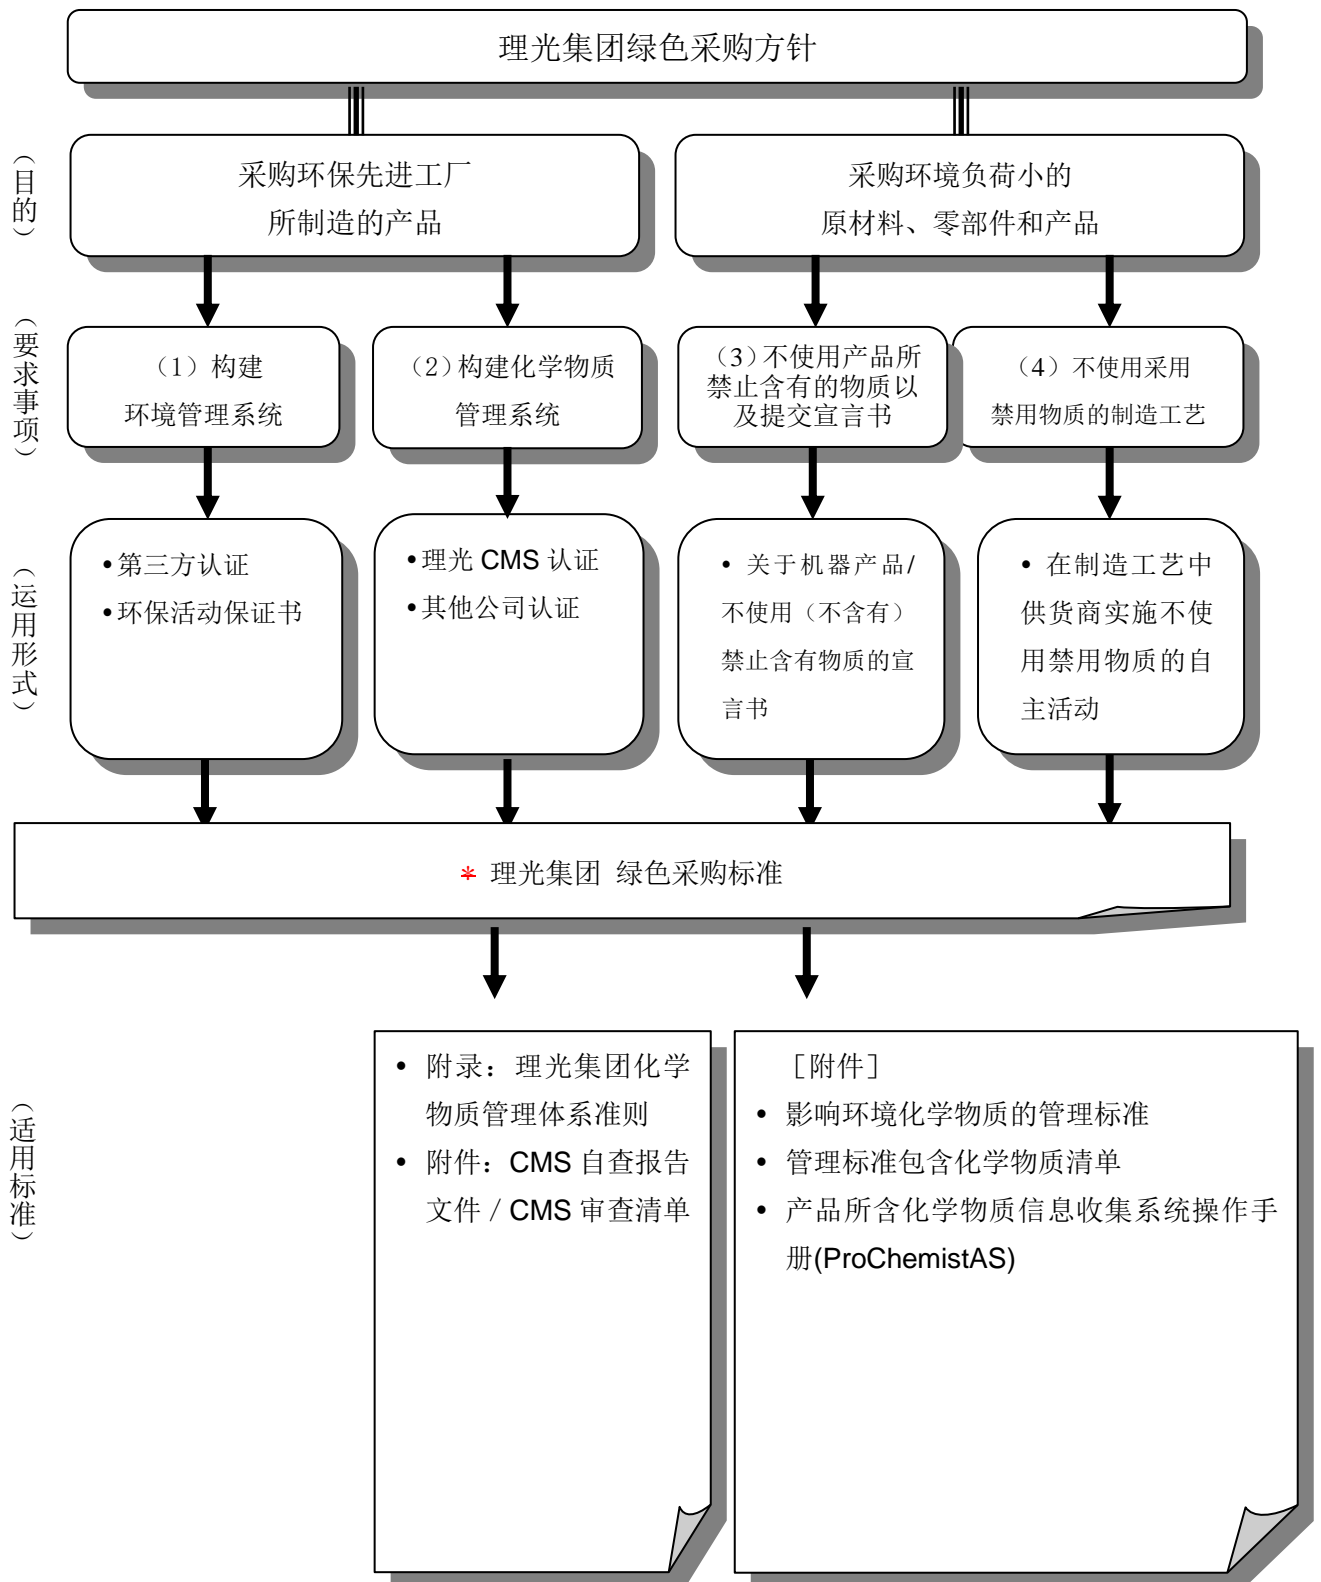 理光集团绿色采购方针
（目的）
采购环保先进工厂
所制造的产品
采购环境负荷小的
原材料、零部件和产品
（要求事项）
（1）构建
环境管理系统
（2）构建化学物质
管理系统
（3）不使用产品所
禁止含有的物质以
及提交宣言书
（4）不使用采用
禁用物质的制造工艺
（运用形式）
•第三方认证
•环保活动保证书
•理光 CMS 认证
•其他公司认证
• 关于机器产品/
不使用（不含有）
禁止含有物质的宣
言书
• 在制造工艺中
供货商实施不使
用禁用物质的自
主活动
* 理光集团 绿色采购标准
（适用标准）
• 附录：理光集团化学
物质管理体系准则
• 附件：CMS 自查报告
文件／CMS 审查清单
［附件］
• 影响环境化学物质的管理标准
• 管理标准包含化学物质清单
• 产品所含化学物质信息收集系统操作手
册(ProChemistAS)